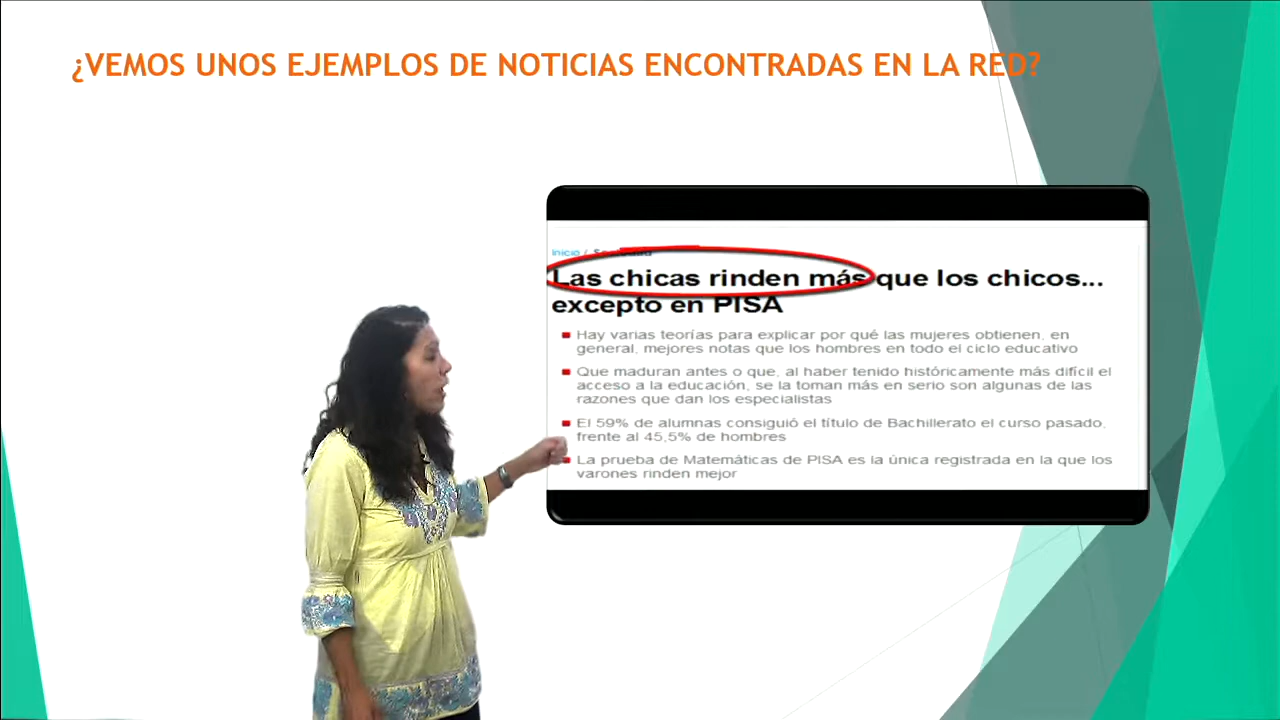 ¿VEMOS UNOS EJEMPLOS DE NOTICIAS ENCONTRADAS EN LA RED?
Inicio / Sociedad
Las chicas rinden más que los chicos...
excepto en PISA
Hay varias teorías para explicar por qué las mujeres obtienen, en
general, mejores notas que los hombres en todo el ciclo educativo
Que maduran antes o que, al haber tenido históricamente más difícil el
acceso a la educación, se la toman más en serio son algunas de las
razones que dan los especialistas
El 59% de alumnas consiguió el título de Bachillerato el curso pasado,
frente al 45,5% de hombres
La prueba de Matemáticas de PISA es la única registrada en la que los
varones rinden mejor